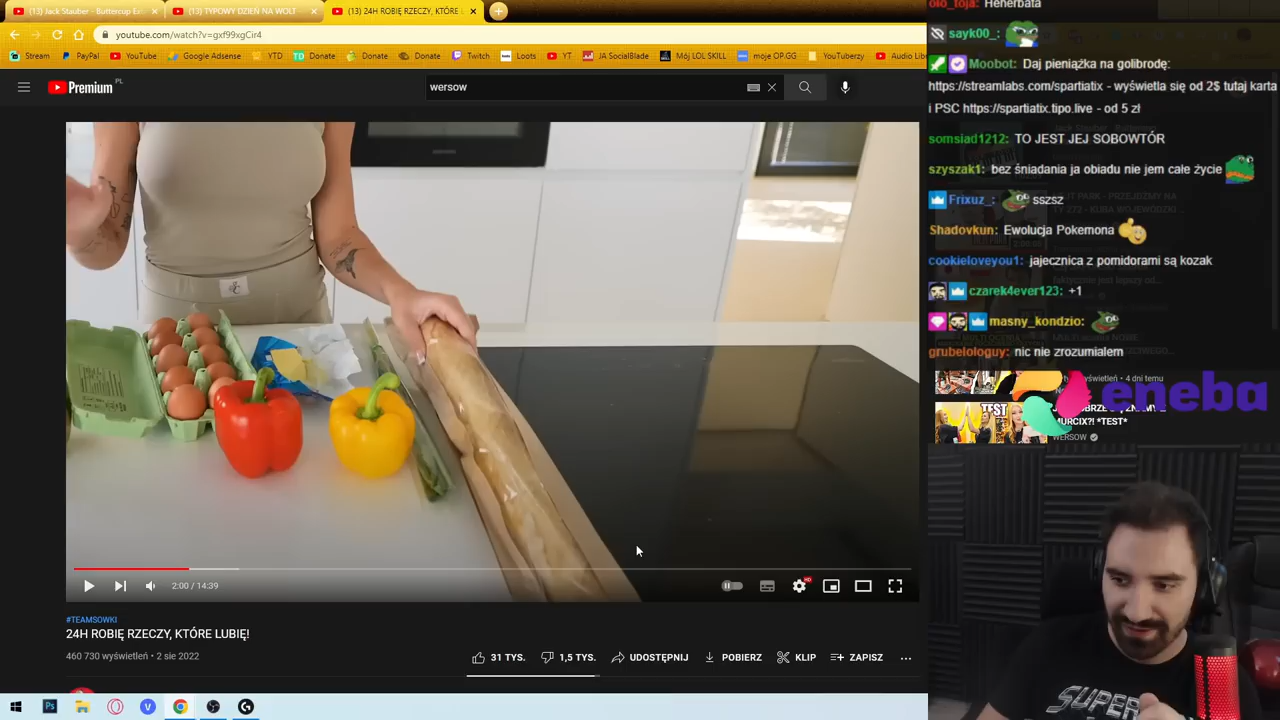 (13) Jack Stauber - Buttercup
(13) TYPOWY DZIEŃ NA WOLT
(13) 24H ROBIĘ RZECZY, KTÓRE
youtube.com/watch?v=gxf99xgCir4
Stream PayPal YouTube Google Adsense YTD Donate Donate Donate Twitch Loots YT JA SocialBlade Mój LOL SKILL moje OP.GG YouTuberzy Audio
Premium PL
wersow
2:00 / 14:39
HD
#TEAMSOWKI
24H ROBIĘ RZECZY, KTÓRE LUBIĘ!
460 730 wyświetleń • 2 sie 2022
31 TYS. 1,5 TYS. UDOSTĘPNIJ POBIERZ KLIP ZAPISZ
olo_toja: Henerbata
sayk00_:
Moobot: Daj pieniążka na golibrodę:
https://streamlabs.com/spartiatix - wyświetla się od 2$ tutaj karta
i PSC https://spartiatix.tipo.live - od 5 zł
somsiad1212: TO JEST JEJ SOBOWTÓR
szyszak1: bez śniadania ja obiadu nie jem całe życie
Frixuz_: sszsz
Shadovkun: Ewolucja Pokemona
cookieloveyou1: jajecznica z pomidorami są kozak
czarek4ever123: +1
masny_kondzio:
grubelologuy: nic nie zrozumialem
• 4 dni temu
eneba
TEST
MURCIX?! *TEST*
WERSOW
SUPER